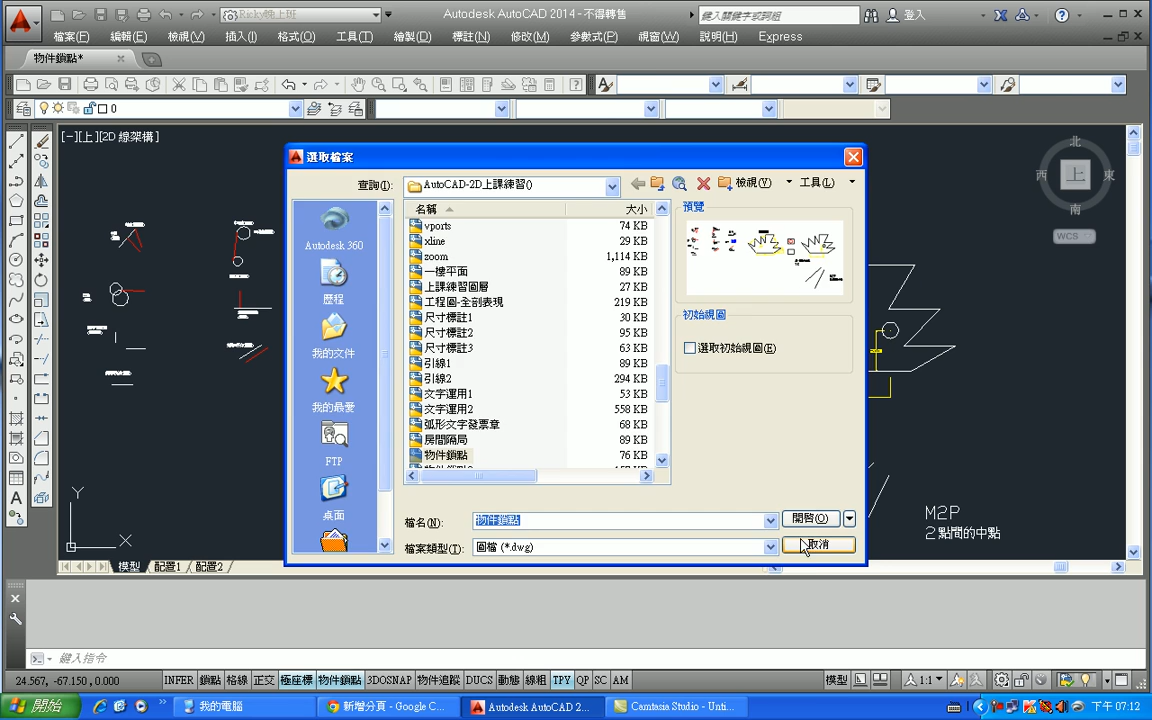 Ricky晚上班
Autodesk AutoCAD 2014 - 不得轉售
鍵入關鍵字或詞組
登入
檔案(F) 編輯(E) 檢視(V) 插入(I) 格式(O) 工具(T) 繪製(D) 標註(N) 修改(M) 參數式(P) 視窗(W) 說明(H) Express
物件鎖點*
0
[-][上][2D 線架構]
北
西 上 東
南
WCS
選取檔案
查詢(I): AutoCAD-2D上課練習() 檢視(V) 工具(L)
名稱 大小
vports 74 KB
xline 29 KB
zoom 1,114 KB
一樓平面 89 KB
上課練習圖層 27 KB
工程圖-全剖表現 219 KB
尺寸標註1 30 KB
尺寸標註2 95 KB
尺寸標註3 63 KB
引線1 89 KB
引線2 294 KB
文字運用1 53 KB
文字運用2 558 KB
弧形文字發票章 68 KB
房間隔局 89 KB
物件鎖點 76 KB
Autodesk 360
歷程
我的文件
我的最愛
FTP
桌面
預覽
初始視圖
選取初始視圖(E)
檔名(N): 物件鎖點 開啟(O)
檔案類型(T): 圖檔 (*.dwg) 取消
M2P
2點間的中點
Y
X
模型 配置1 配置2
鍵入指令
24.567, -67.150, 0.000 INFER 鎖點 格線 正交 極座標 物件鎖點 3DOSNAP 物件追蹤 DUCS 動態 線粗 TPY QP SC AM 模型 1:1
開始 我的電腦 新增分頁 - Google C... Autodesk AutoCAD 2... Camtasia Studio - Unti... 下午 07:12